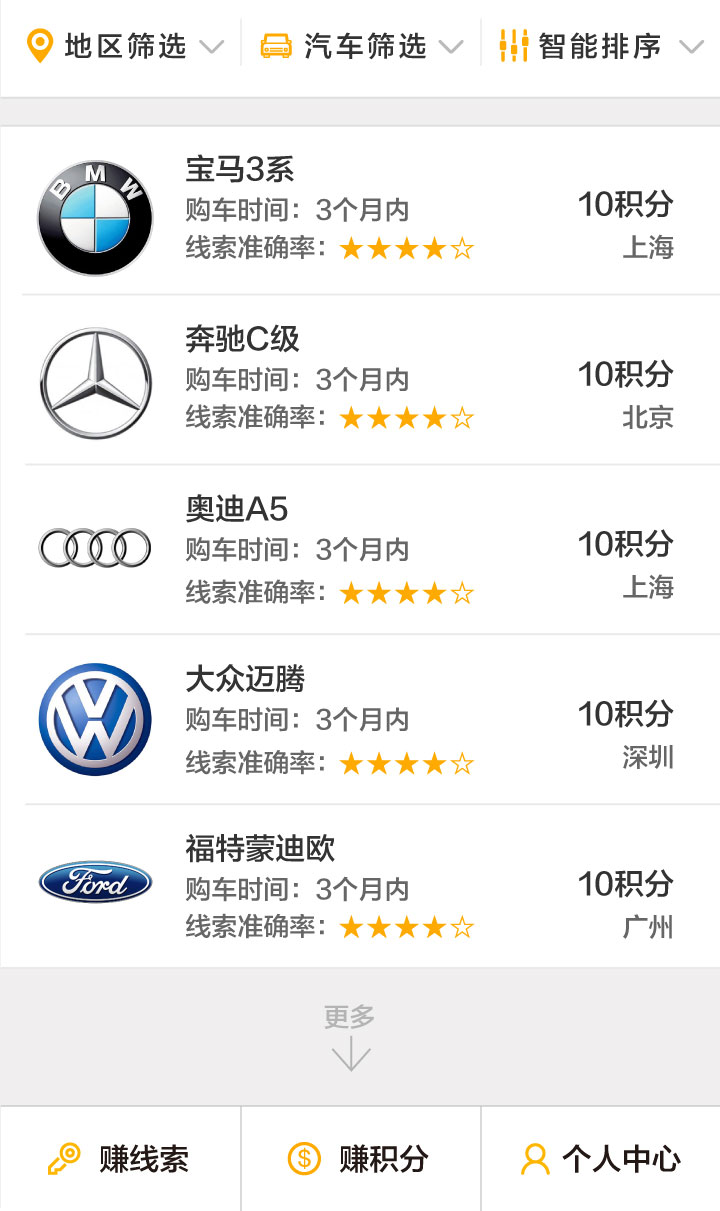 地区筛选 汽车筛选 智能排序
BMW
宝马3系
购车时间：3个月内
线索准确率：★★★★☆
10积分
上海
奔驰C级
购车时间：3个月内
线索准确率：★★★★☆
10积分
北京
奥迪A5
购车时间：3个月内
线索准确率：★★★★☆
10积分
上海
大众迈腾
购车时间：3个月内
线索准确率：★★★★☆
10积分
深圳
Ford
福特蒙迪欧
购车时间：3个月内
线索准确率：★★★★☆
10积分
广州
更多
赚线索 赚积分 个人中心